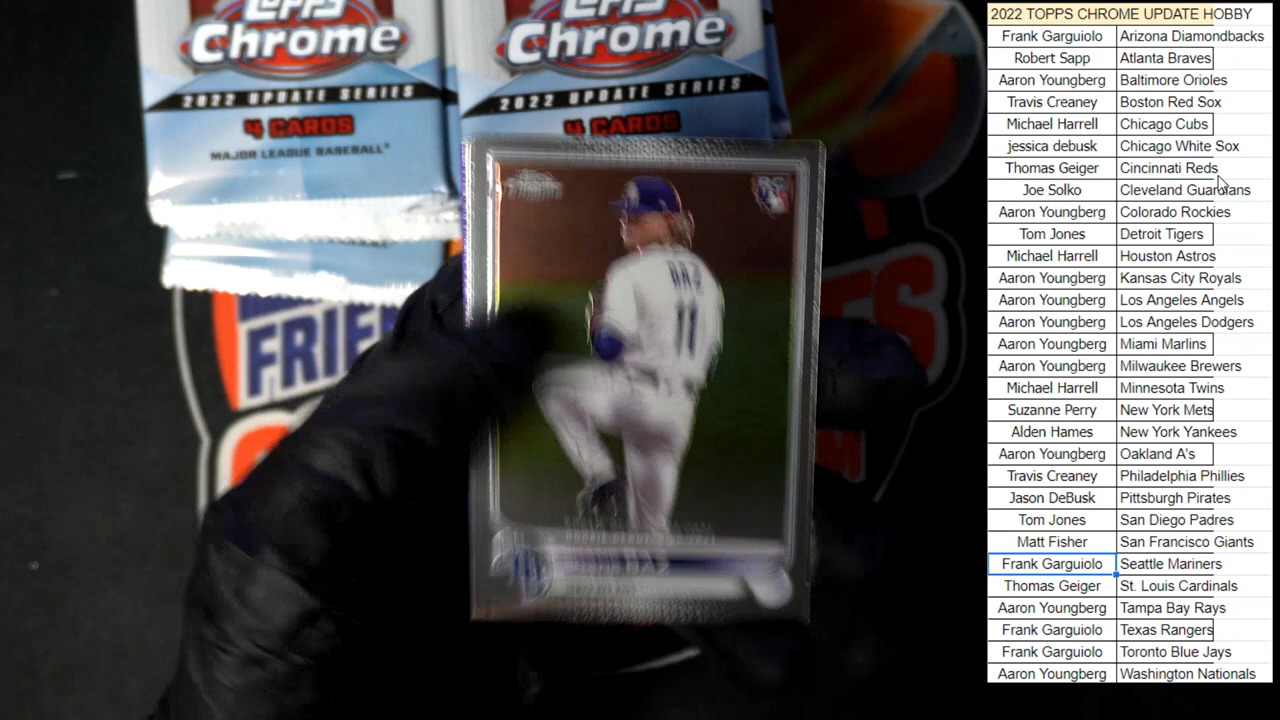 Topps
Chrome
2022 UPDATE SERIES
4 CARDS
MAJOR LEAGUE BASEBALL
Topps
Chrome
2022 UPDATE SERIES
4 CARDS
FRIE
RC
BAZ
11
2022 TOPPS CHROME UPDATE HOBBY
Frank Garguiolo Arizona Diamondbacks
Robert Sapp Atlanta Braves
Aaron Youngberg Baltimore Orioles
Travis Creaney Boston Red Sox
Michael Harrell Chicago Cubs
jessica debusk Chicago White Sox
Thomas Geiger Cincinnati Reds
Joe Solko Cleveland Guardians
Aaron Youngberg Colorado Rockies
Tom Jones Detroit Tigers
Michael Harrell Houston Astros
Aaron Youngberg Kansas City Royals
Aaron Youngberg Los Angeles Angels
Aaron Youngberg Los Angeles Dodgers
Aaron Youngberg Miami Marlins
Aaron Youngberg Milwaukee Brewers
Michael Harrell Minnesota Twins
Suzanne Perry New York Mets
Alden Hames New York Yankees
Aaron Youngberg Oakland A's
Travis Creaney Philadelphia Phillies
Jason DeBusk Pittsburgh Pirates
Tom Jones San Diego Padres
Matt Fisher San Francisco Giants
Frank Garguiolo Seattle Mariners
Thomas Geiger St. Louis Cardinals
Aaron Youngberg Tampa Bay Rays
Frank Garguiolo Texas Rangers
Frank Garguiolo Toronto Blue Jays
Aaron Youngberg Washington Nationals